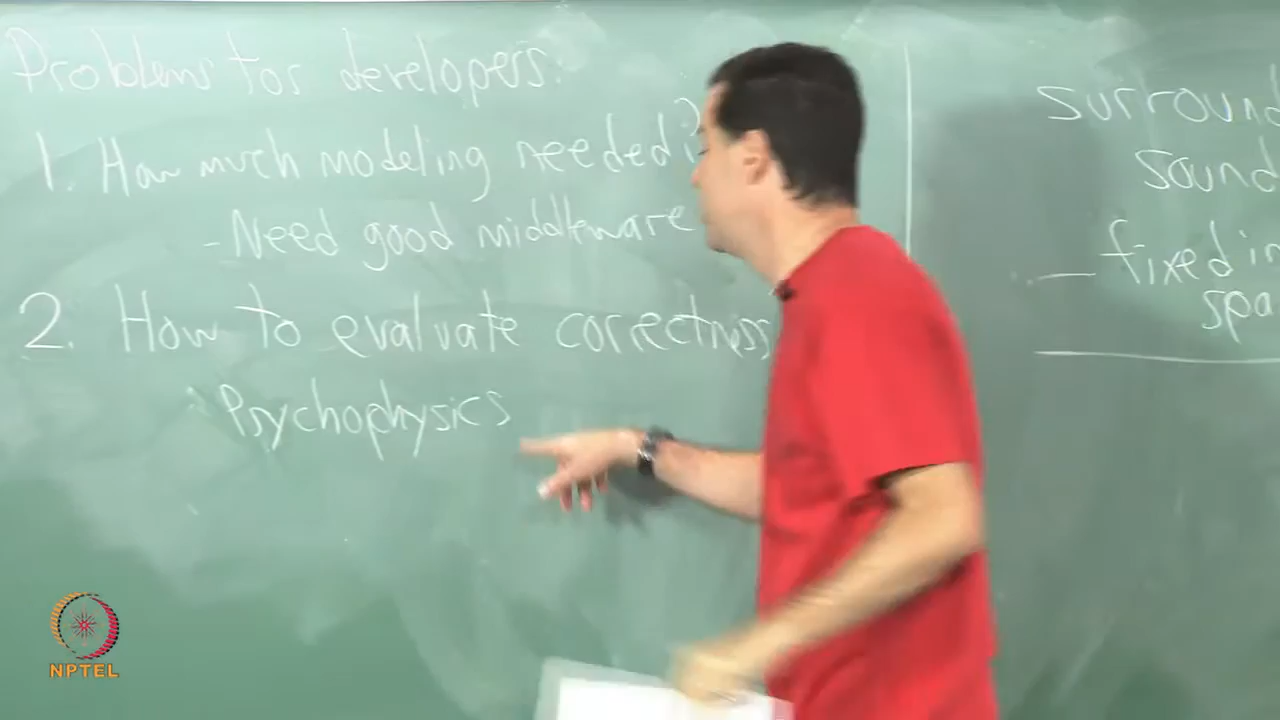 Problems for developers:
1. How much modeling needed?
- Need good middleware
2. How to evaluate correctness
Psychophysics
surround
sound
— fixed in
spa
NPTEL